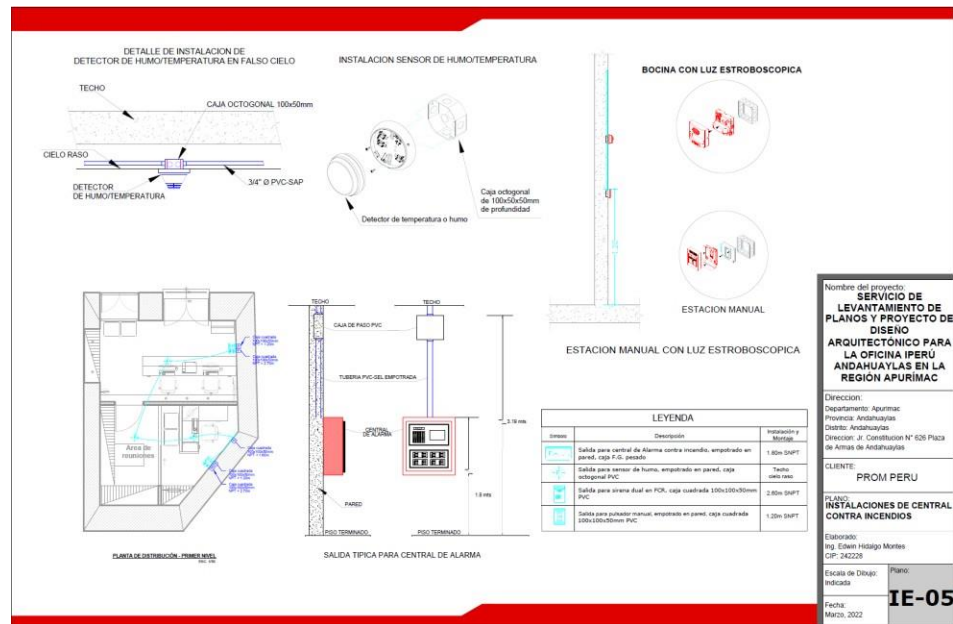 DETALLE DE INSTALACION DE
DETECTOR DE HUMO/TEMPERATURA EN FALSO CIELO
TECHO
CAJA OCTOGONAL 100x50mm
CIELO RASO
3/4" Ø PVC-SAP
DETECTOR
DE HUMO/TEMPERATURA
INSTALACION SENSOR DE HUMO/TEMPERATURA
Caja octogonal
de 100x50x50mm
de profundidad
Detector de temperatura o humo
BOCINA CON LUZ ESTROBOSCOPICA
ESTACION MANUAL
ESTACION MANUAL CON LUZ ESTROBOSCOPICA
Área de
reuniones
PLANTA DE DISTRIBUCIÓN - PRIMER NIVEL
TECHO
TECHO
CAJA DE PASO PVC
TUBERIA PVC-SEL EMPOTRADA
CENTRAL
DE ALARMA
3.19 mts
1.8 mts
PARED
PISO TERMINADO
PISO TERMINADO
SALIDA TIPICA PARA CENTRAL DE ALARMA
LEYENDA
Descripción
Instalación y
Montaje
Salida para central de Alarma contra incendio, empotrado en
pared, caja F.G. pesado
1.80m SNPT
Salida para sensor de humo, empotrado en pared, caja
octogonal PVC
Techo
cielo raso
Salida para sirena dual en FCR, caja cuadrada 100x100x50mm
PVC
2.60m SNPT
Salida para pulsador manual, empotrado en pared, caja cuadrada
100x100x50mm PVC
1.20m SNPT
Nombre del proyecto:
SERVICIO DE
LEVANTAMIENTO DE
PLANOS Y PROYECTO DE
DISEÑO
ARQUITECTÓNICO PARA
LA OFICINA IPERÚ
ANDAHUAYLAS EN LA
REGIÓN APURÍMAC
Direccion:
Departamento: Apurimac
Provincia: Andahuaylas
Distrito: Andahuaylas
Direccion: Jr. Constitucion N° 626 Plaza
de Armas de Andahuaylas
CLIENTE:
PROM PERU
PLANO:
INSTALACIONES DE CENTRAL
CONTRA INCENDIOS
Elaborado:
Ing. Edwin Hidalgo Montes
CIP: 242228
Escala de Dibujo:
Indicada
Plano:
IE-05
Fecha:
Marzo, 2022